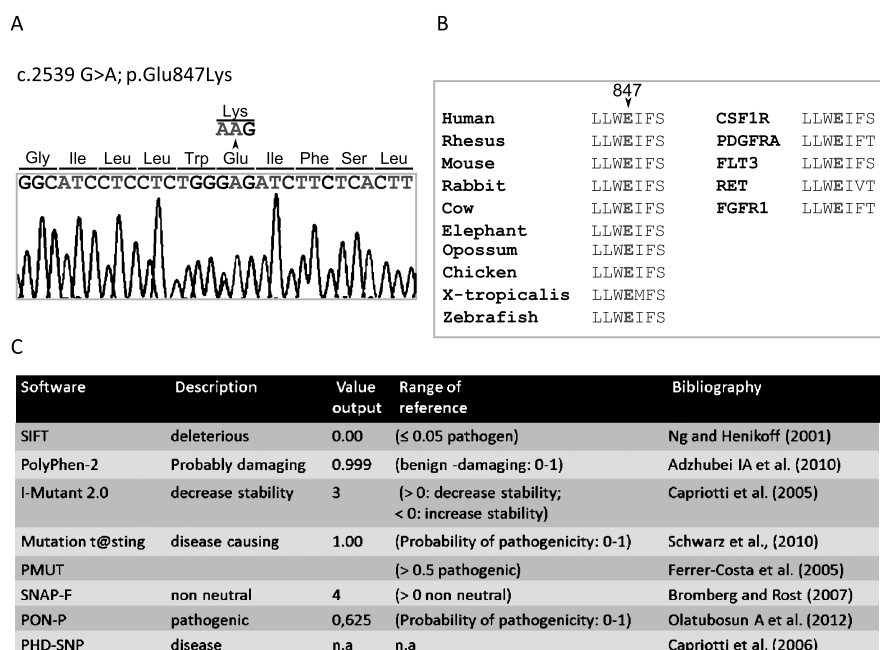 A
B
c.2539 G>A; p.Glu847Lys
Lys
AAG
Gly Ile Leu Leu Trp Glu Ile Phe Ser Leu
GGCATCCTCCTCTGGGAGATCTTCTCACTT
847
Human LLWEIFS CSF1R LLWEIFS
Rhesus LLWEIFS PDGFRA LLWEIFT
Mouse LLWEIFS FLT3 LLWEIFS
Rabbit LLWEIFS RET LLWEIVT
Cow LLWEIFS FGFR1 LLWEIFT
Elephant LLWEIFS
Opossum LLWEIFS
Chicken LLWEIFS
X-tropicalis LLWEMFS
Zebrafish LLWEIFS
C
Software Description Value output Range of reference Bibliography
SIFT deleterious 0.00 (≤ 0.05 pathogen) Ng and Henikoff (2001)
PolyPhen-2 Probably damaging 0.999 (benign -damaging: 0-1) Adzhubei IA et al. (2010)
I-Mutant 2.0 decrease stability 3 (> 0: decrease stability; Capriotti et al. (2005)
< 0: increase stability)
Mutation t@sting disease causing 1.00 (Probability of pathogenicity: 0-1) Schwarz et al., (2010)
PMUT (> 0.5 pathogenic) Ferrer-Costa et al. (2005)
SNAP-F non neutral 4 (> 0 non neutral) Bromberg and Rost (2007)
PON-P pathogenic 0,625 (Probability of pathogenicity: 0-1) Olatubosun A et al. (2012)
PHD-SNP disease n.a n.a Capriotti et al. (2006)